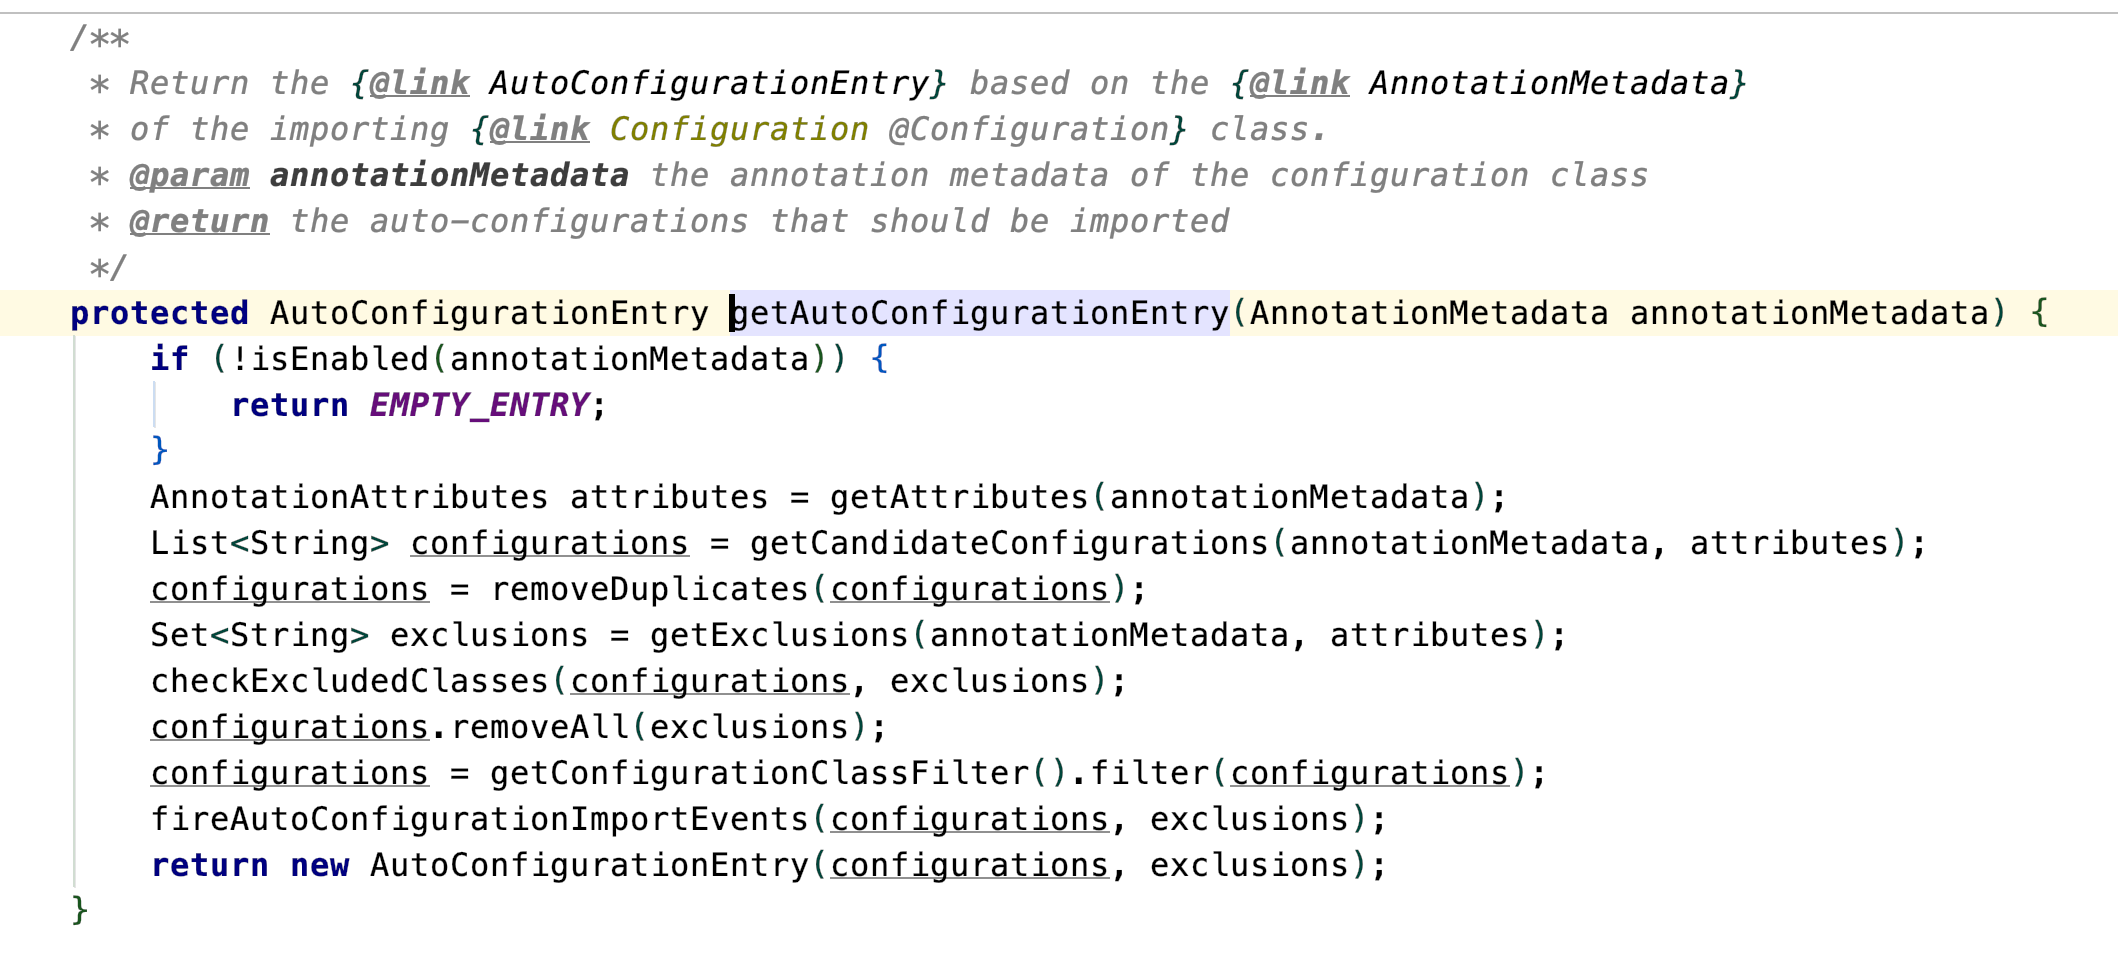 /**
 * Return the {@link AutoConfigurationEntry} based on the {@link AnnotationMetadata}
 * of the importing {@link Configuration @Configuration} class.
 * @param annotationMetadata the annotation metadata of the configuration class
 * @return the auto-configurations that should be imported
 */
protected AutoConfigurationEntry getAutoConfigurationEntry(AnnotationMetadata annotationMetadata) {
    if (!isEnabled(annotationMetadata)) {
        return EMPTY_ENTRY;
    }
    AnnotationAttributes attributes = getAttributes(annotationMetadata);
    List<String> configurations = getCandidateConfigurations(annotationMetadata, attributes);
    configurations = removeDuplicates(configurations);
    Set<String> exclusions = getExclusions(annotationMetadata, attributes);
    checkExcludedClasses(configurations, exclusions);
    configurations.removeAll(exclusions);
    configurations = getConfigurationClassFilter().filter(configurations);
    fireAutoConfigurationImportEvents(configurations, exclusions);
    return new AutoConfigurationEntry(configurations, exclusions);
}